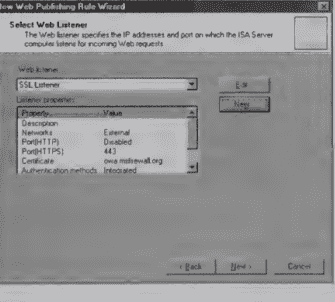 New Web Publishing Rule Wizard
Select Web Listener
The Web listener specifies the IP addresses and port on which the ISA Server
computer listens for incoming Web requests
Web listener:
SSL Listener
Edit
Listener properties:
New
Property Value
Description
Networks External
Port(HTTP) Disabled
Port(HTTPS) 443
Certificate owa.msfirewall.org
Authentication methods Integrated
< Back
Next >
Cancel